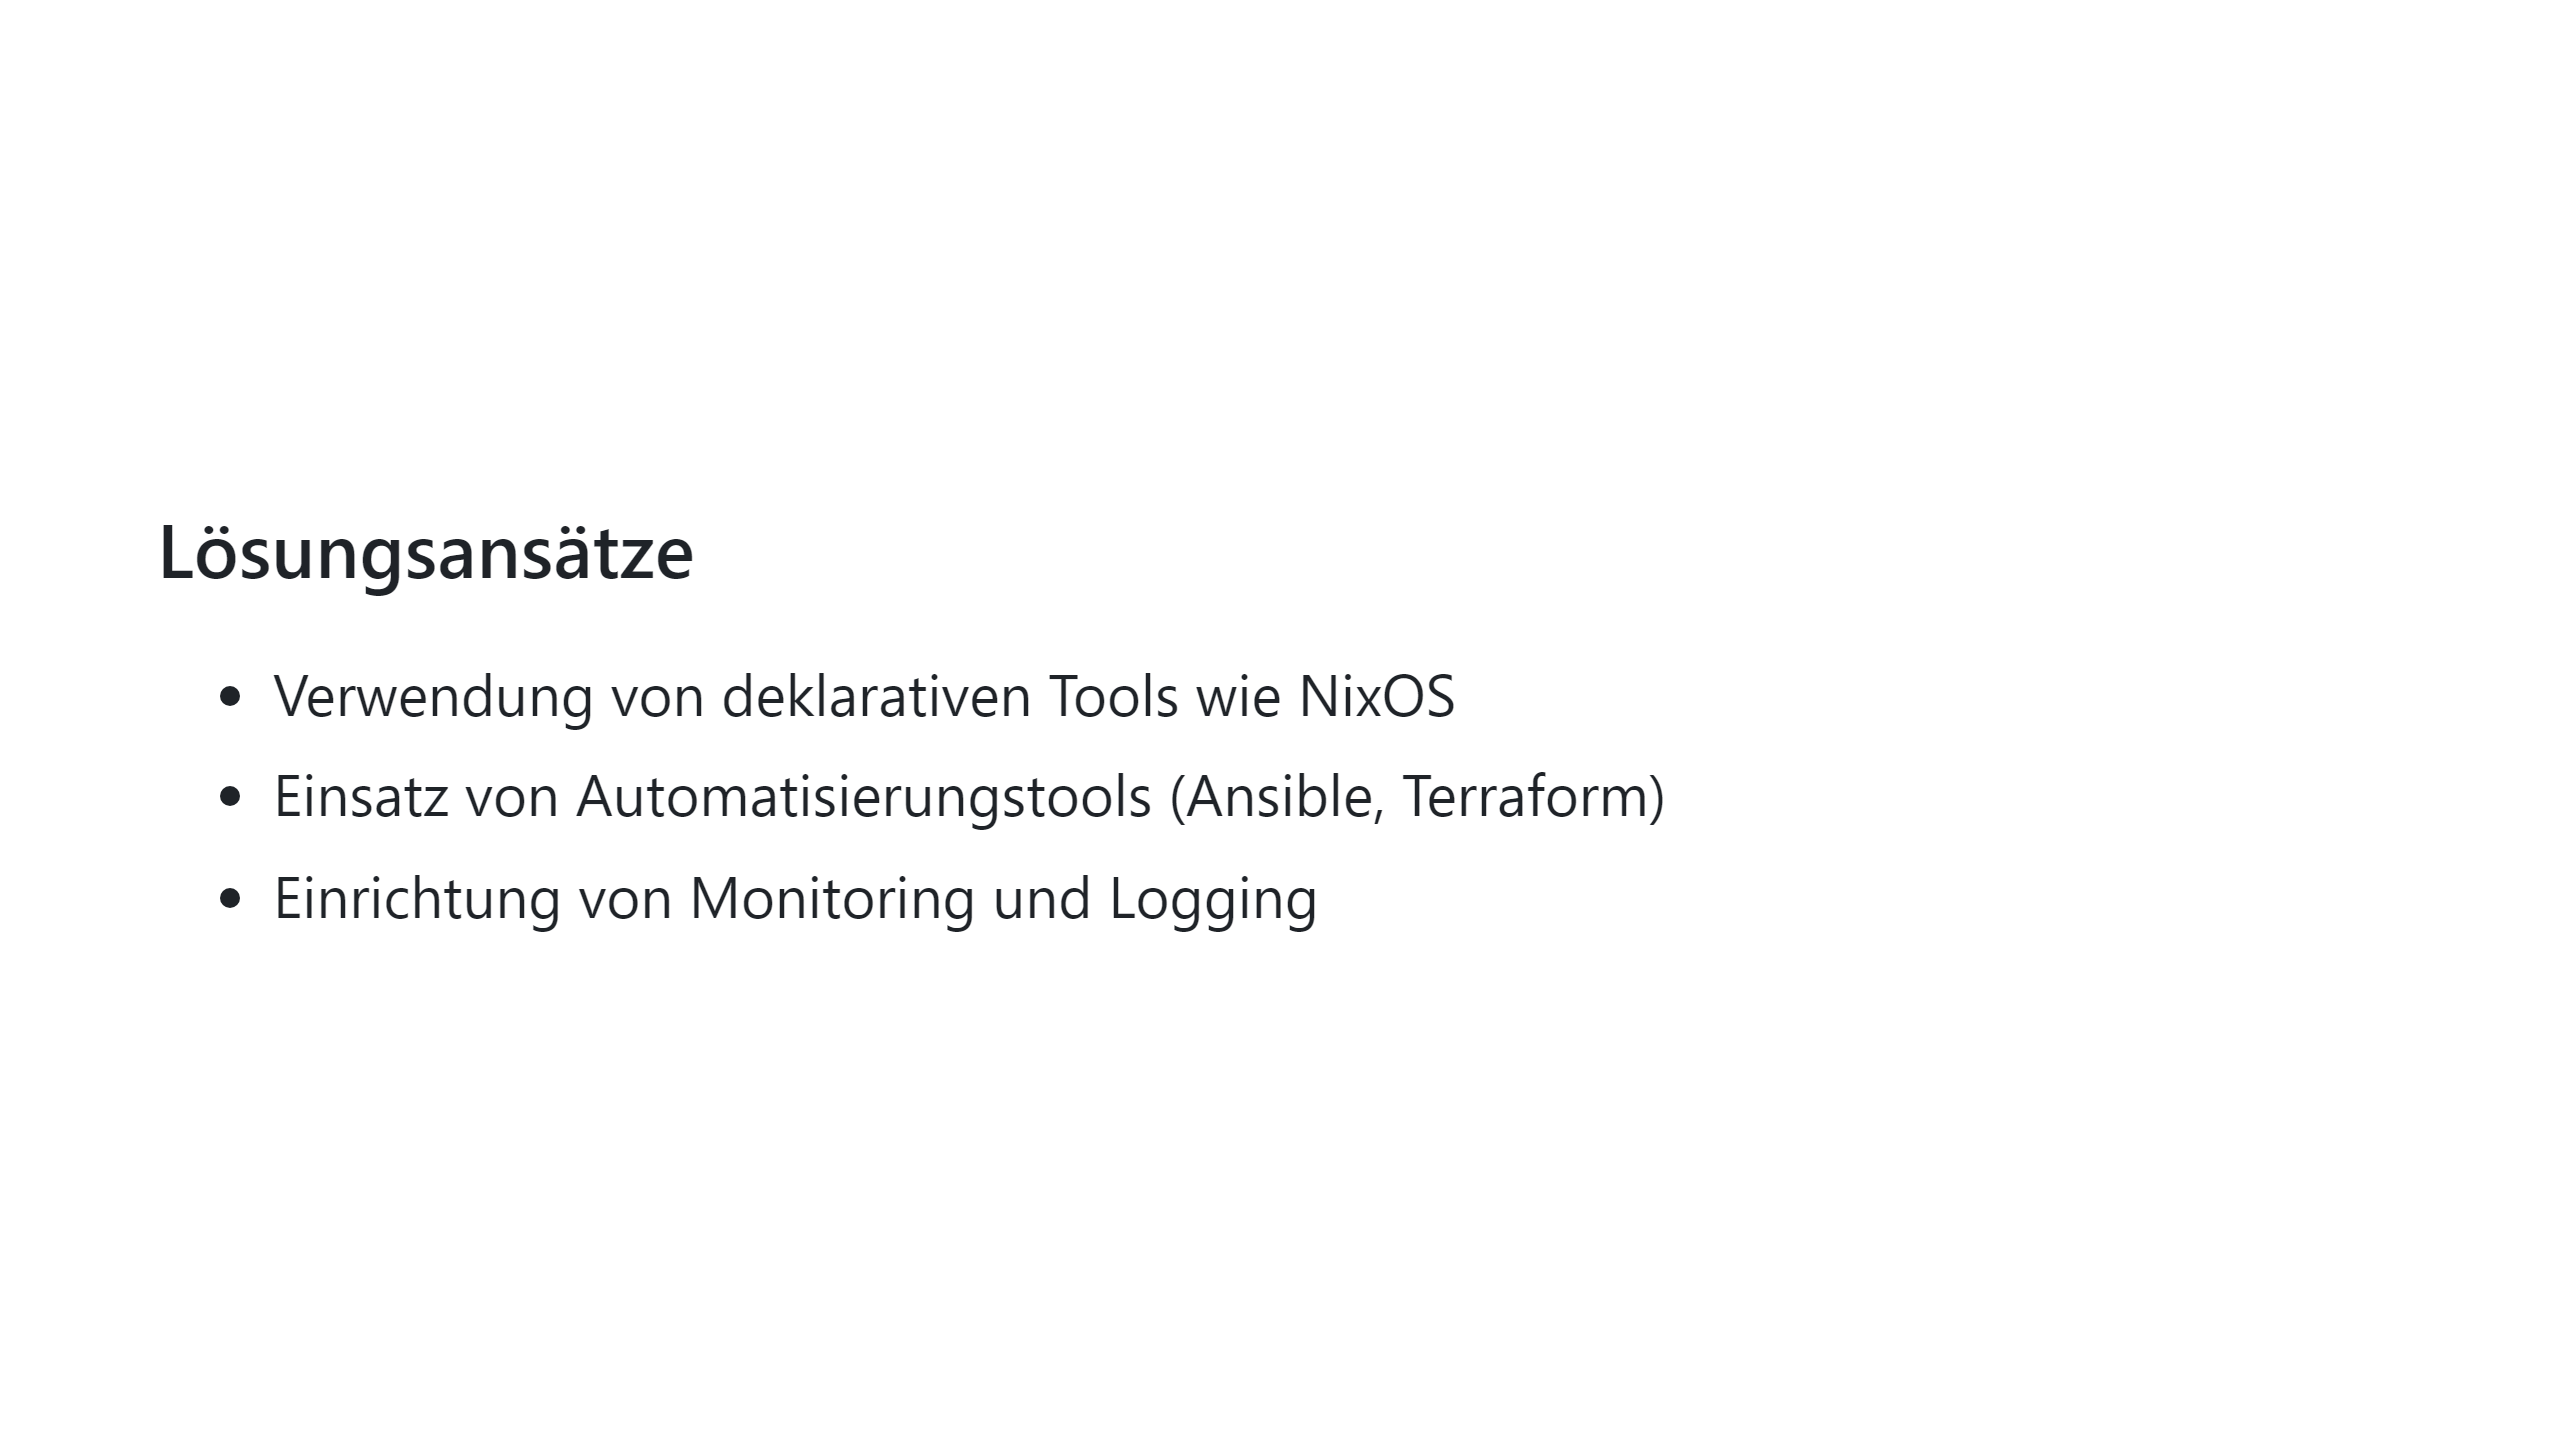 Lösungsansätze
• Verwendung von deklarativen Tools wie NixOS
• Einsatz von Automatisierungstools (Ansible, Terraform)
• Einrichtung von Monitoring und Logging